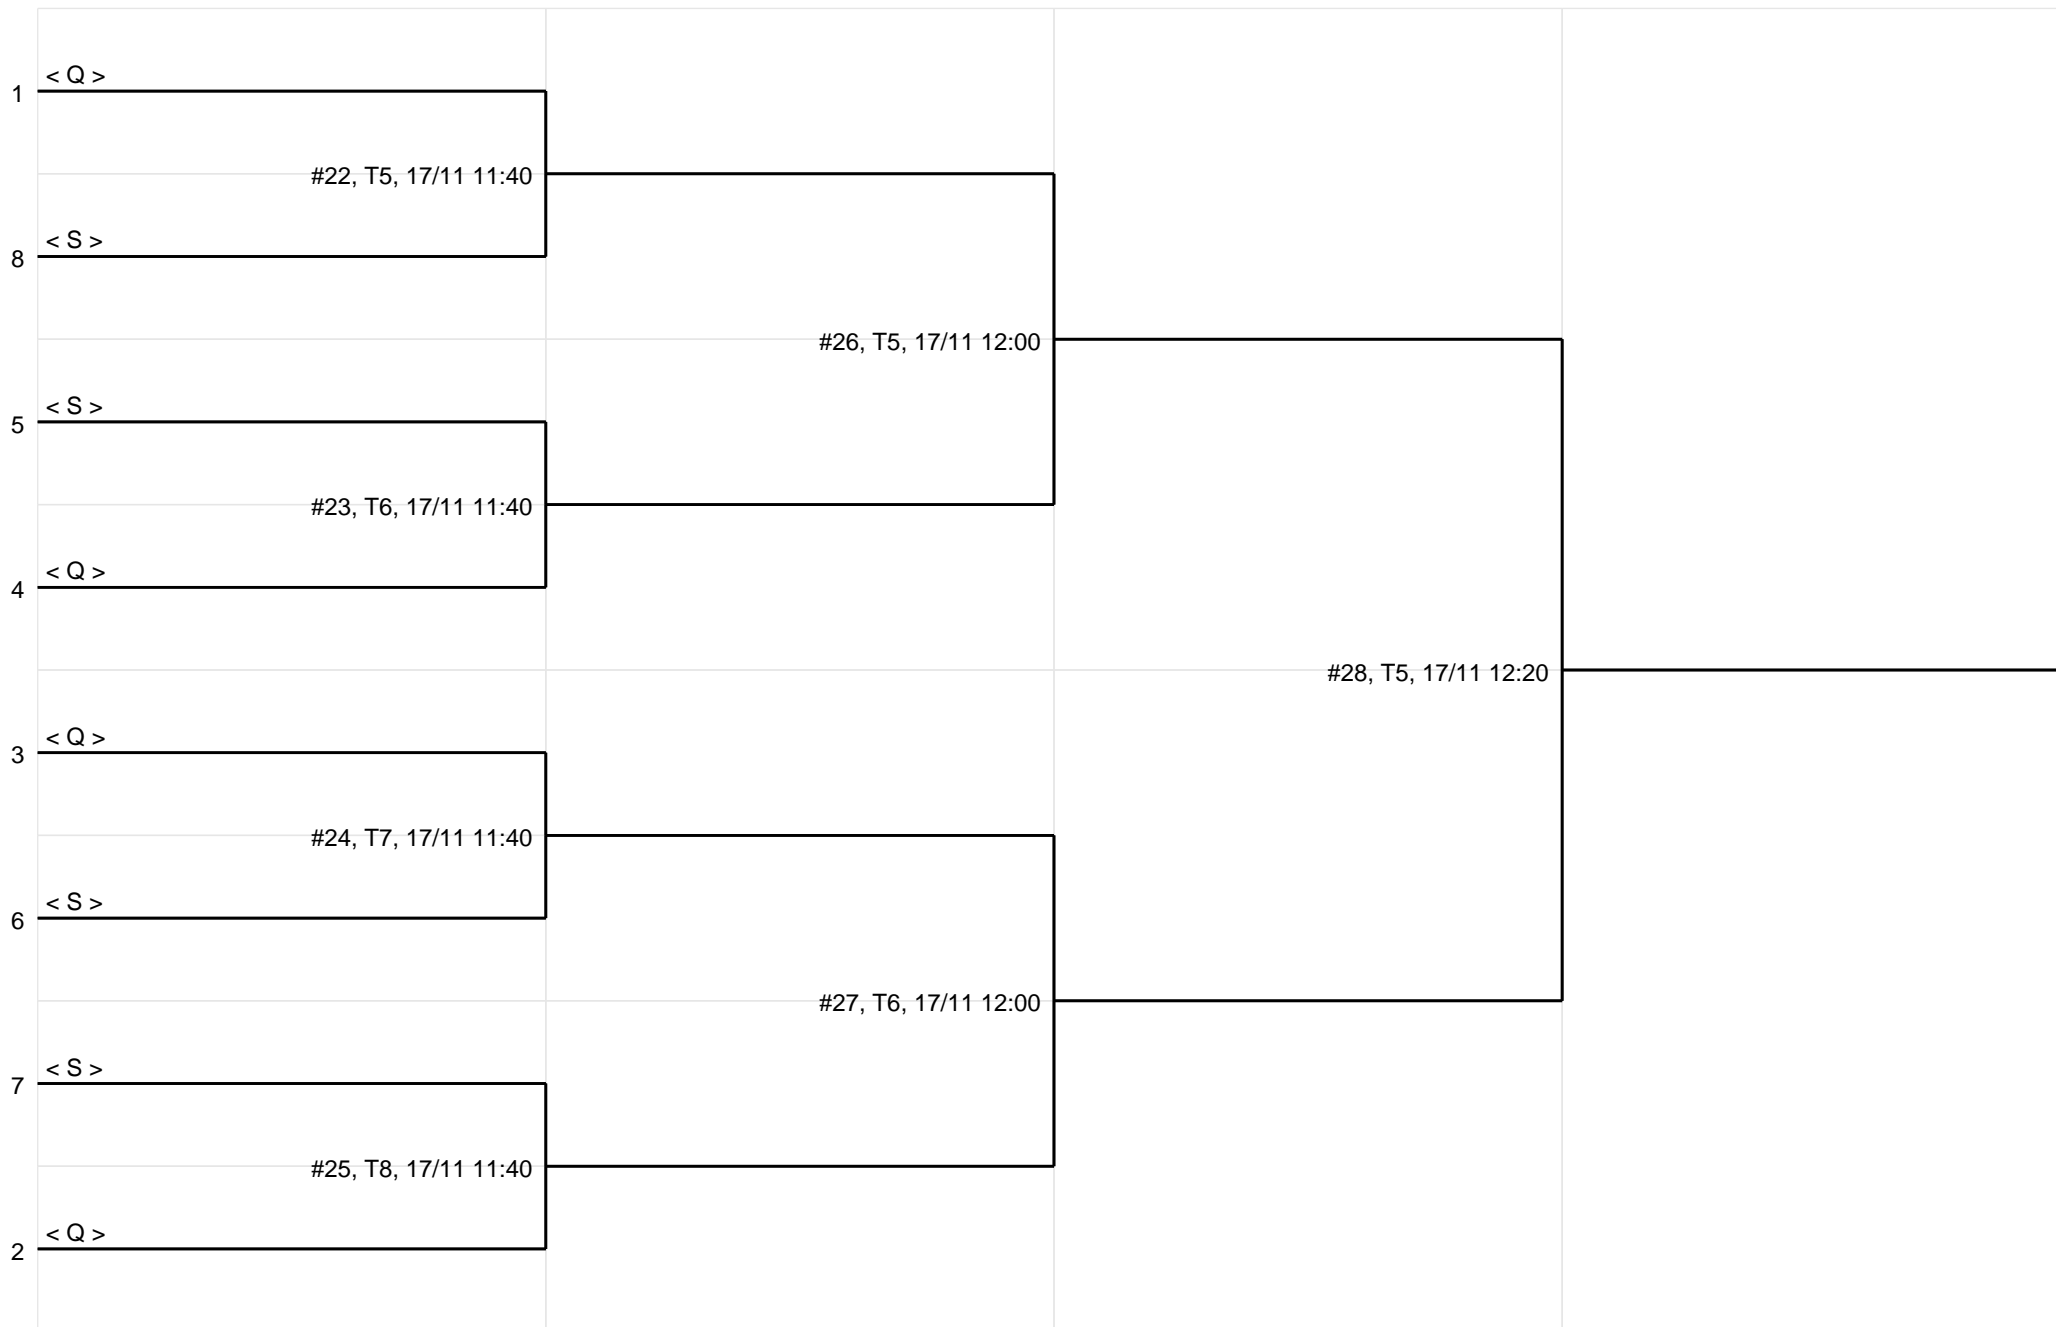 < Q >
1
#22, T5, 17/11 11:40
< S >
8
#26, T5, 17/11 12:00
< S >
5
#23, T6, 17/11 11:40
< Q >
4
#28, T5, 17/11 12:20
< Q >
3
#24, T7, 17/11 11:40
< S >
6
#27, T6, 17/11 12:00
< S >
7
#25, T8, 17/11 11:40
< Q >
2